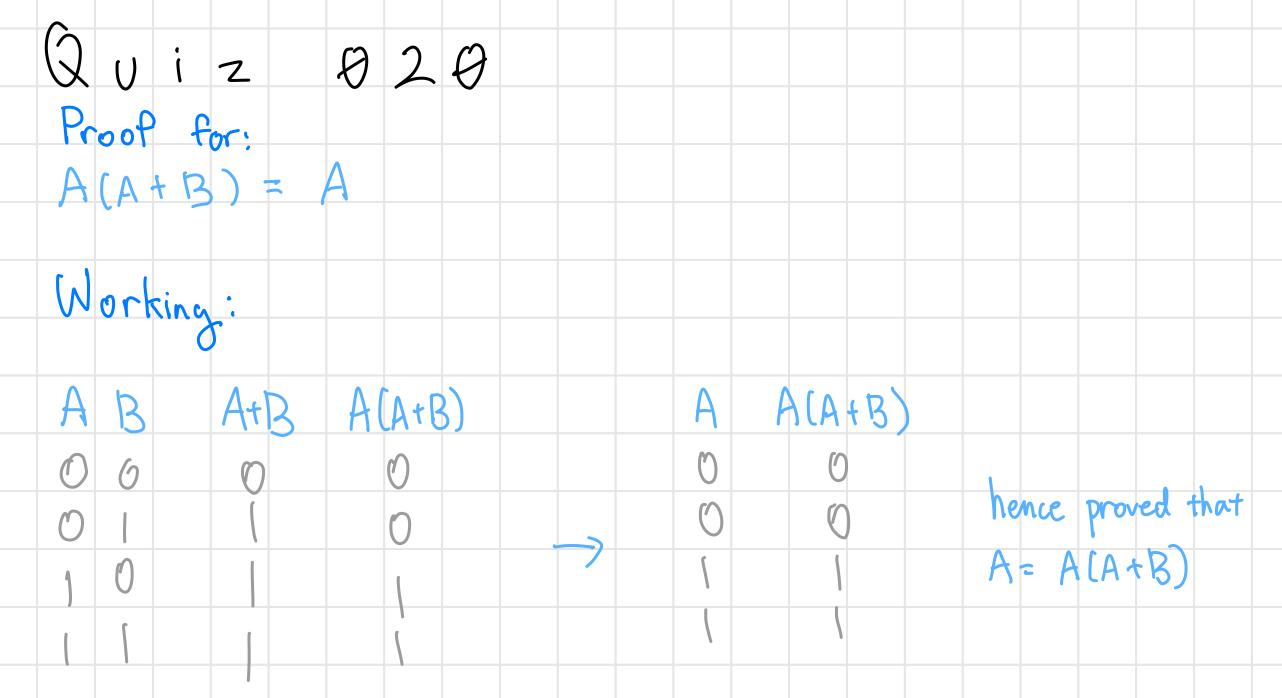 Quiz 020
Proof for:
A(A+B) = A
Working:
A B A+B A(A+B) A A(A+B)
0 0 0 0 0 0
0 1 1 0 → 0 0 hence proved that
1 0 1 1 1 1 A= A(A+B)
1 1 1 1 1 1